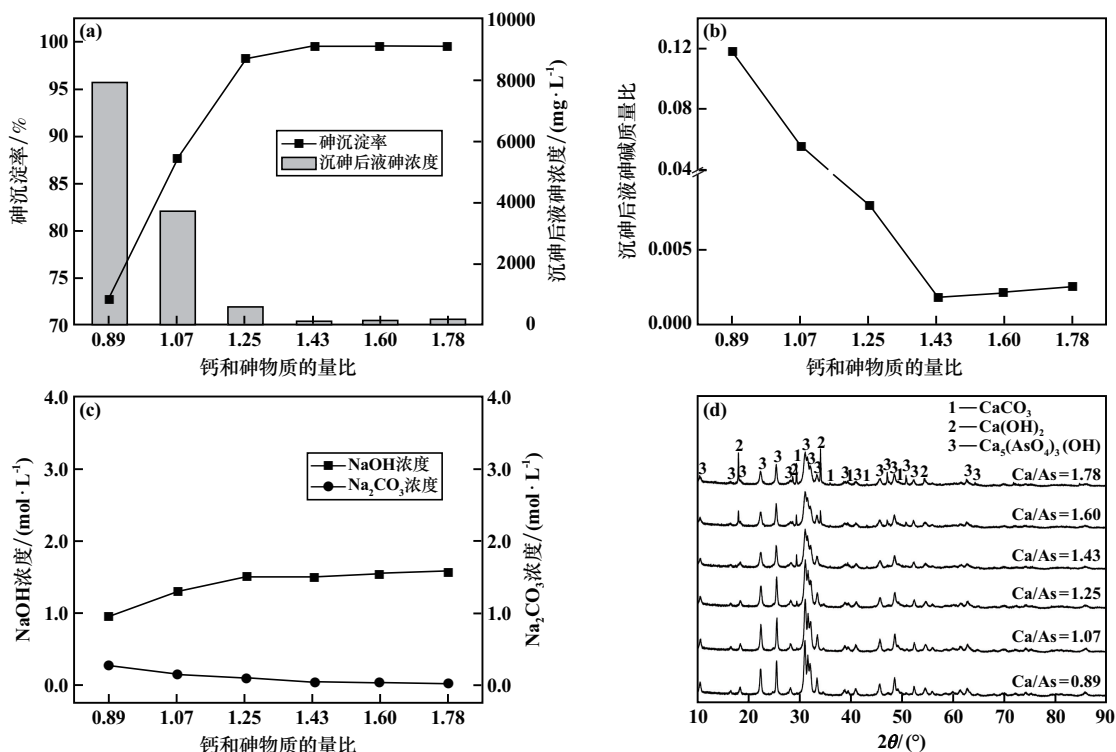 (a)
100
95
90
85
80
75
70
砷沉淀率/%
10000
8000
6000
4000
2000
0
沉砷后液砷浓度/(mg·L⁻¹)
砷沉淀率
沉砷后液砷浓度
0.89 1.07 1.25 1.43 1.60 1.78
钙和砷物质的量比
(b)
0.12
0.08
0.04
0.005
0.000
沉砷后液砷碱质量比
0.89 1.07 1.25 1.43 1.60 1.78
钙和砷物质的量比
(c)
4.0
3.0
2.0
1.0
0.0
NaOH浓度/(mol·L⁻¹)
4.0
3.0
2.0
1.0
0.0
Na₂CO₃浓度/(mol·L⁻¹)
NaOH浓度
Na₂CO₃浓度
0.89 1.07 1.25 1.43 1.60 1.78
钙和砷物质的量比
(d)
1—CaCO₃
2—Ca(OH)₂
3—Ca₅(AsO₄)₃(OH)
Ca/As=1.78
Ca/As=1.60
Ca/As=1.43
Ca/As=1.25
Ca/As=1.07
Ca/As=0.89
10 20 30 40 50 60 70 80 90
2θ/(°)